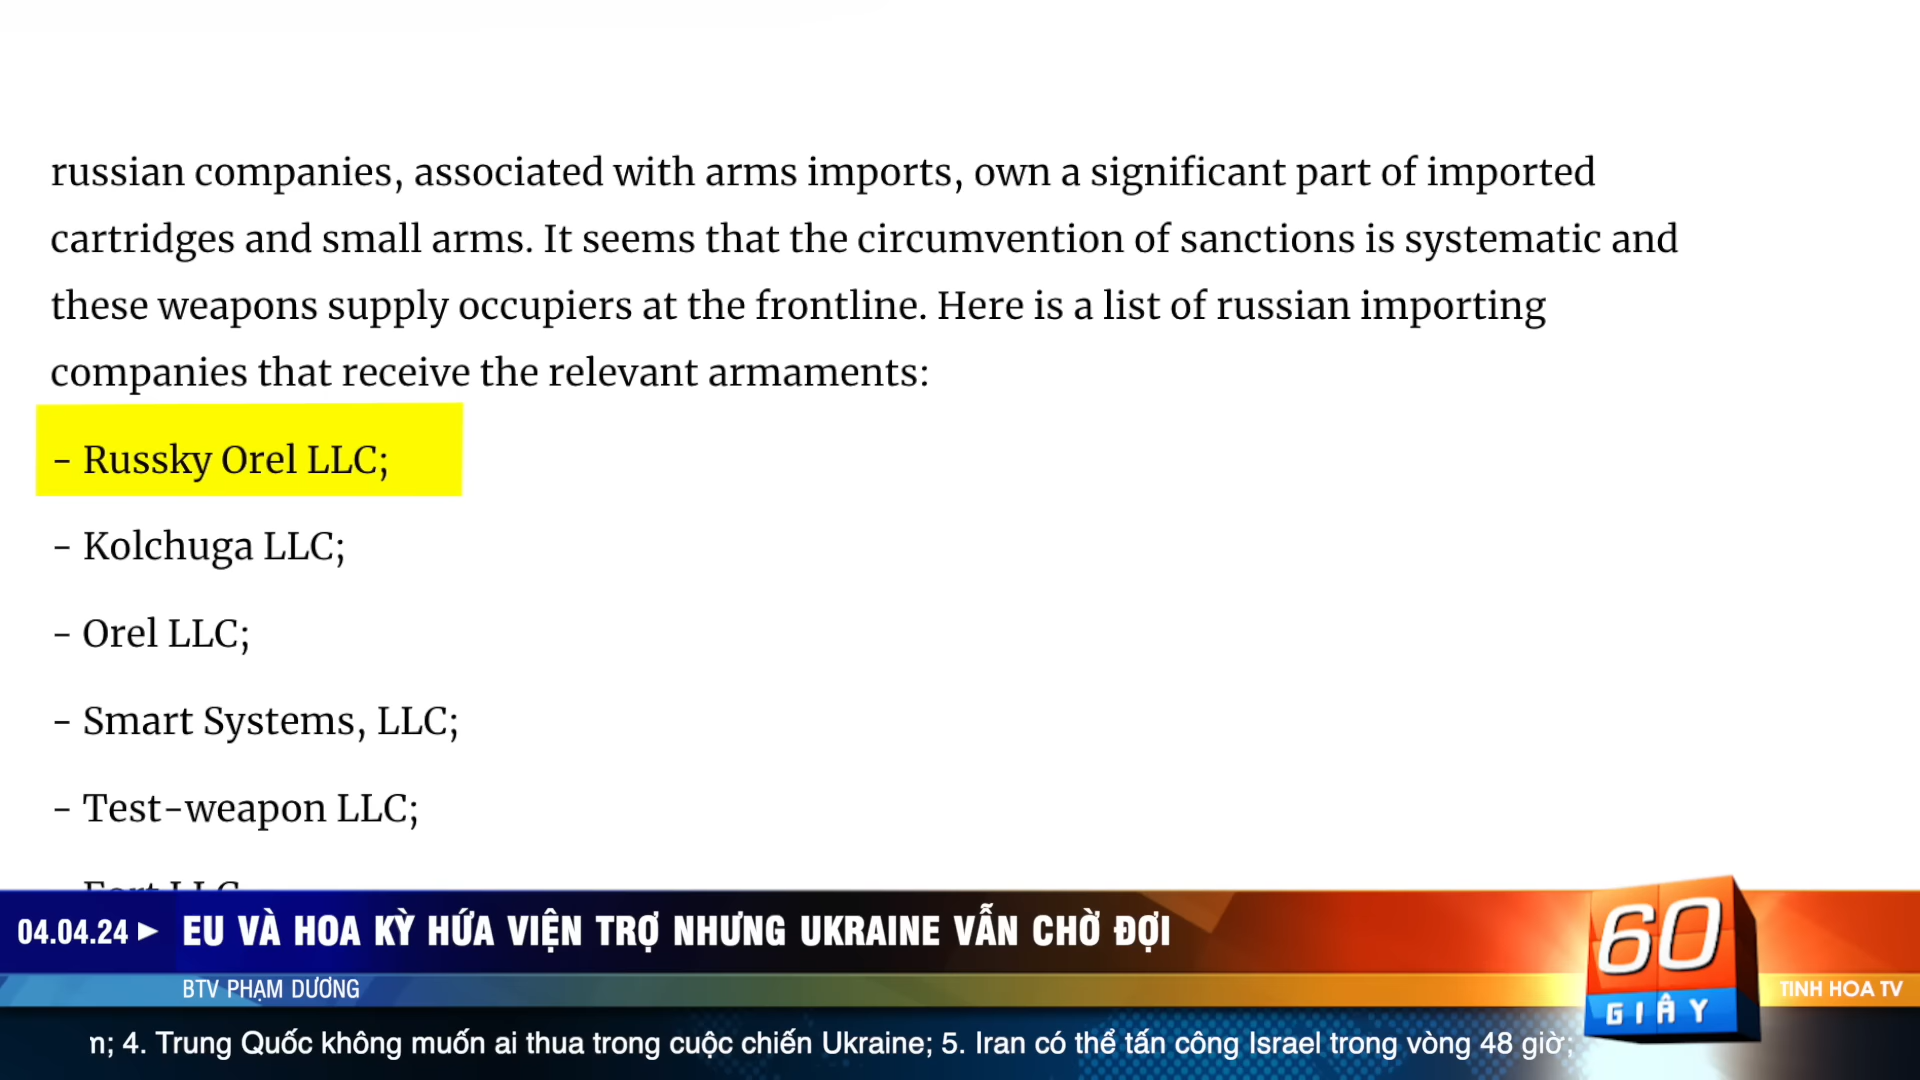 russian companies, associated with arms imports, own a significant part of imported
cartridges and small arms. It seems that the circumvention of sanctions is systematic and
these weapons supply occupiers at the frontline. Here is a list of russian importing
companies that receive the relevant armaments:
- Russky Orel LLC;
- Kolchuga LLC;
- Orel LLC;
- Smart Systems, LLC;
- Test-weapon LLC;
04.04.24 EU VÀ HOA KỲ HỨA VIỆN TRỢ NHƯNG UKRAINE VẪN CHỜ ĐỢI
BTV PHẠM DƯƠNG
60
GIÂY
TINH HOA TV
n; 4. Trung Quốc không muốn ai thua trong cuộc chiến Ukraine; 5. Iran có thể tấn công Israel trong vòng 48 giờ;